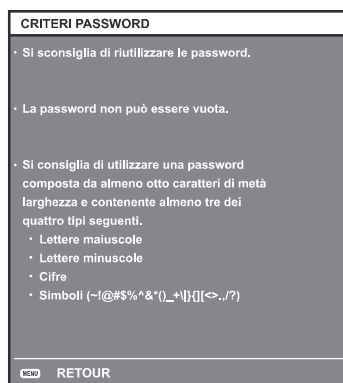 CRITERI PASSWORD
· Si sconsiglia di riutilizzare le password.
· La password non può essere vuota.
· Si consiglia di utilizzare una password
composta da almeno otto caratteri di metà
larghezza e contenente almeno tre dei
quattro tipi seguenti.
· Lettere maiuscole
· Lettere minuscole
· Cifre
· Simboli (~!@#$%^&*()_+\|}{][<>.,/?)
MENU RETOUR